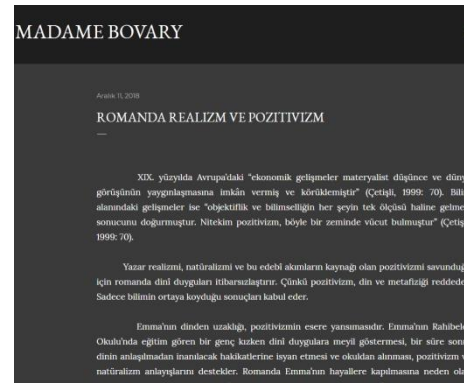 MADAME BOVARY
Aralık 11, 2018
ROMANDA REALIZM VE POZITIVIZM
XIX. yüzyılda Avrupa'daki “ekonomik gelişmeler materyalist düşünce ve düny
görüşünün yaygınlaşmasına imkân vermiş ve körüklemiştir” (Çetişli, 1999: 70). Bili
alanındaki gelişmeler ise “objektiflik ve bilimselliğin her şeyin tek ölçüsü haline gelme
sonucunu doğurmuştur. Nitekim pozitivizm, böyle bir zeminde vücut bulmuştur” (Çetiş
1999: 70).
Yazar realizmi, natüralizmi ve bu edebî akımların kaynağı olan pozitivizmi savunduğ
için romanda dinî duyguları itibarsızlaştırır. Çünkü pozitivizm, din ve metafiziği reddede
Sadece bilimin ortaya koyduğu sonuçları kabul eder.
Emma'nın dinden uzaklığı, pozitivizmin esere yansımasıdır. Emma'nın Rahibele
Okulu'nda eğitim gören bir genç kızken dinî duygulara meyil göstermesi, bir süre sonr
dinin anlaşılmadan inanılacak hakikatlerine isyan etmesi ve okuldan alınması, pozitivizm v
natüralizm anlayışlarını destekler. Romanda Emma'nın hayallere kapılmasına neden ola